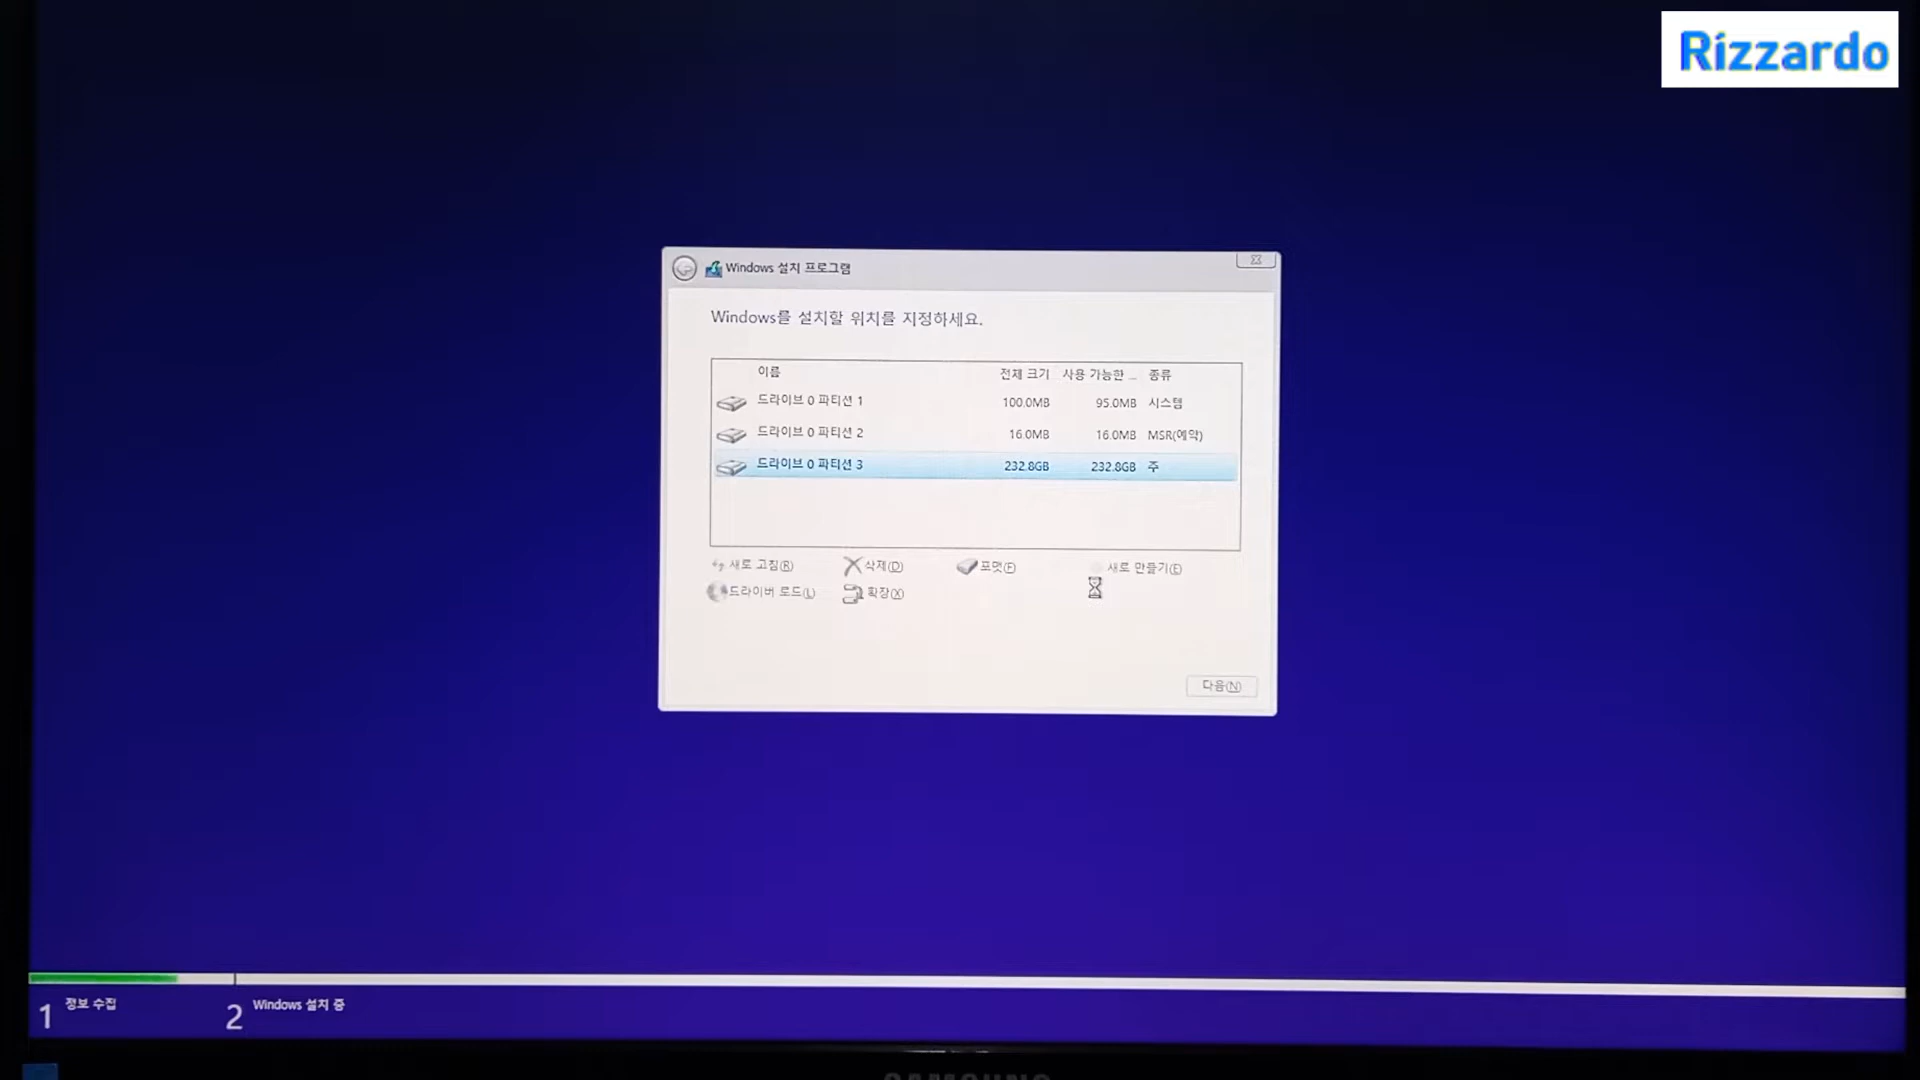 Rizzardo
Windows 설치 프로그램
Windows를 설치할 위치를 지정하세요.
이름 전체 크기 사용 가능한 ... 종류
드라이브 0 파티션 1 100.0MB 95.0MB 시스템
드라이브 0 파티션 2 16.0MB 16.0MB MSR(예약)
드라이브 0 파티션 3 232.8GB 232.8GB 주
새로 고침(R) 삭제(D) 포맷(F) 새로 만들기(E)
드라이버 로드(L) 확장(X)
다음(N)
1 정보 수집 2 Windows 설치 중
SAMSUNG